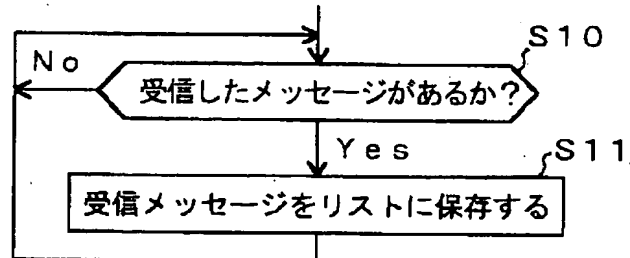 S10
No
受信したメッセージがあるか?
Yes
S11
受信メッセージをリストに保存する